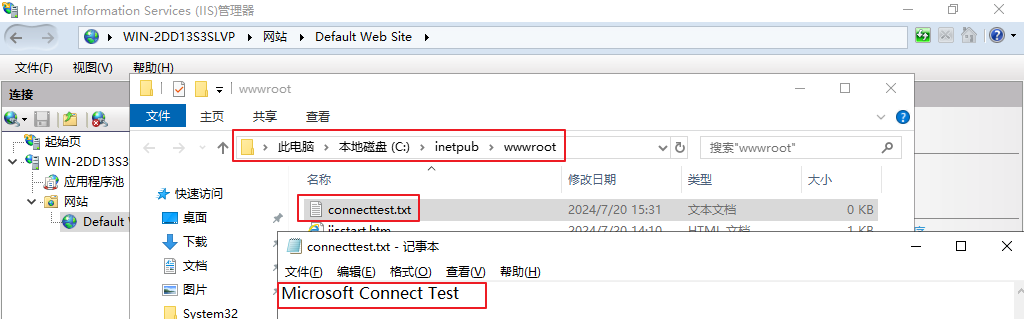 Internet Information Services (IIS)管理器
WIN-2DD13S3SLVP 网站 Default Web Site
文件(F) 视图(V) 帮助(H)
连接
起始页
WIN-2DD13S3
应用程序池
网站
Default
wwwroot
文件 主页 共享 查看
此电脑 本地磁盘 (C:) inetpub wwwroot
搜索"wwwroot"
名称 修改日期 类型 大小
快速访问
桌面
下载
文档
图片
System32
connecttest.txt 2024/7/20 15:31 文本文档 0 KB
iisstart.htm 2024/7/20 14:10 HTML 文档 1 KB
序
connecttest.txt - 记事本
文件(F) 编辑(E) 格式(O) 查看(V) 帮助(H)
Microsoft Connect Test